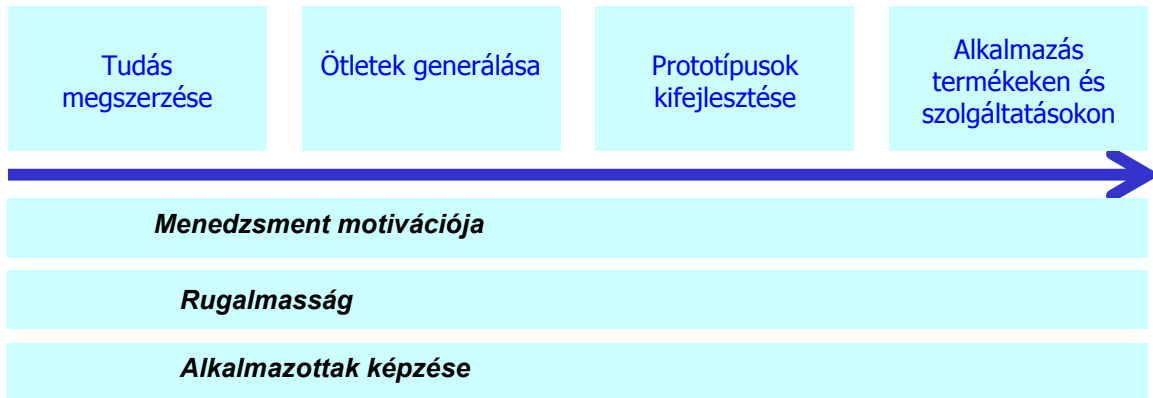 Tudás
megszerzése
Ötletek generálása
Prototípusok
kifejlesztése
Alkalmazás
termékeken és
szolgáltatásokon
Menedzsment motivációja
Rugalmasság
Alkalmazottak képzése